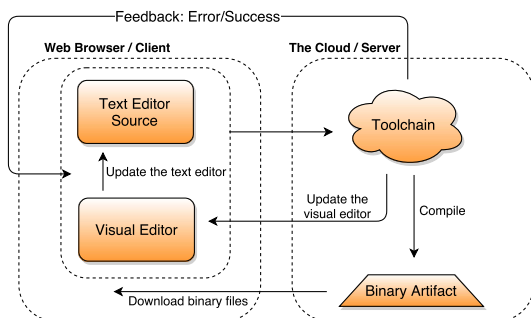 Feedback: Error/Success
Web Browser / Client
The Cloud / Server
Text Editor
Source
Toolchain
Update the text editor
Update the
visual editor
Compile
Visual Editor
Binary Artifact
Download binary files